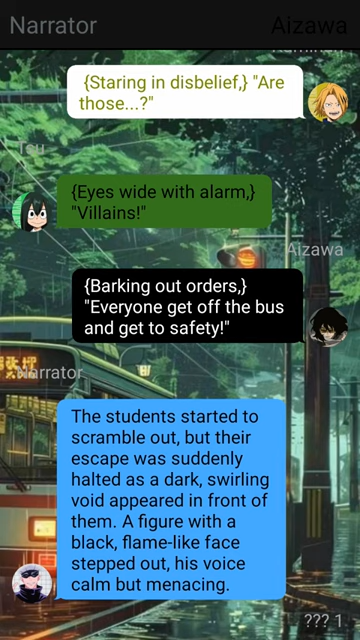 Narrator Aizawa
Kaminari
{Staring in disbelief,} "Are
those...?"
Tsu
{Eyes wide with alarm,}
"Villains!"
Aizawa
{Barking out orders,}
"Everyone get off the bus
and get to safety!"
Narrator
The students started to
scramble out, but their
escape was suddenly
halted as a dark, swirling
void appeared in front of
them. A figure with a
black, flame-like face
stepped out, his voice
calm but menacing.
??? 1